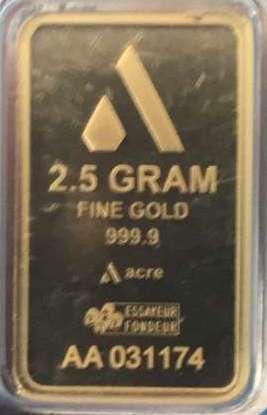 2.5 GRAM
FINE GOLD
999.9
acre
ESSAYEUR
FONDEUR
AA 031174